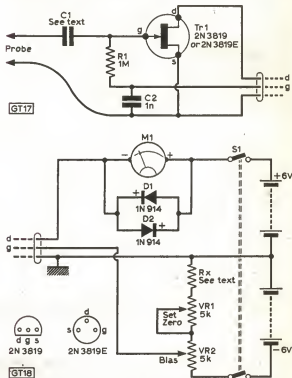 C1
See text
d
Probe
g
Tr1
2N 3819
or 2N3819E
R1
1M
s
d
g
s
C2
1n
GT17
M1
- +
S1
+6V
D1
1N 914
D2
1N 914
d
g
s
Rx
See text
VR1
5k
Set
Zero
VR2
5k
Bias
-6V
d g s
2N 3819
d
s g
2N 3819E
GT18